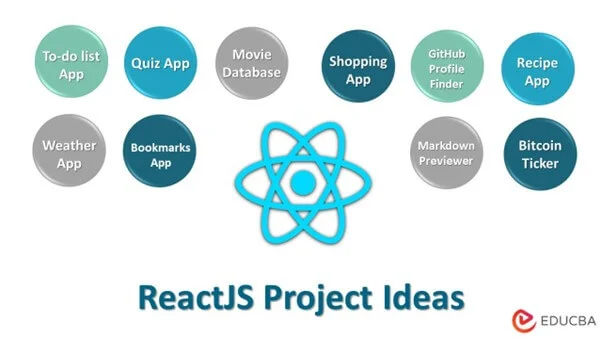 To-do list
App
Quiz App
Movie
Database
Shopping
App
GitHub
Profile
Finder
Recipe
App
Weather
App
Bookmarks
App
Markdown
Previewer
Bitcoin
Ticker
ReactJS Project Ideas
EDUCBA